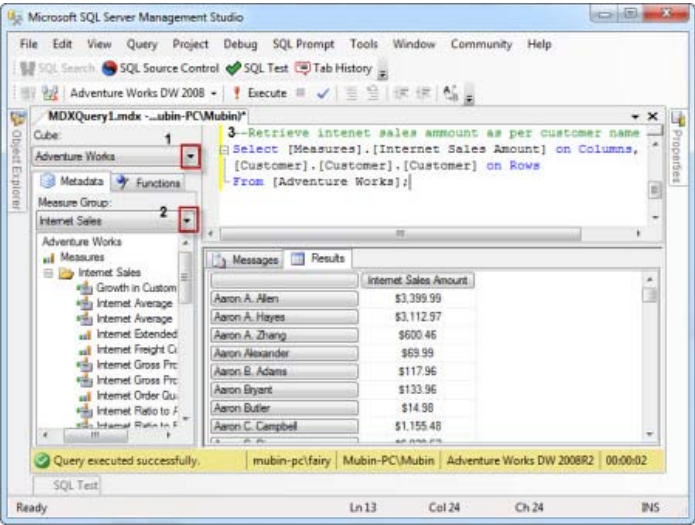 Microsoft SQL Server Management Studio
File Edit View Query Project Debug SQL Prompt Tools Window Community Help
SQL Search SQL Source Control SQL Test Tab History
Adventure Works DW 2008 Execute
MDXQuery1.mdx -...ubin-PC\Mubin)*
Object Explorer
Properties
Cube: 1
Adventure Works
Metadata Functions
Measure Group:
2
Internet Sales
Adventure Works
Measures
Internet Sales
Growth in Custom
Internet Average
Internet Average
Internet Extended
Internet Freight Co
Internet Gross Pro
Internet Gross Pro
Internet Order Qu
Internet Ratio to
Internet Ratio to
3--Retrieve intenet sales ammount as per customer name
Select [Measures].[Internet Sales Amount] on Columns,
[Customer].[Customer].[Customer] on Rows
From [Adventure Works];
Messages Results
Internet Sales Amount
Aaron A. Allen $3,399.99
Aaron A. Hayes $3,112.97
Aaron A. Zhang $600.46
Aaron Alexander $69.99
Aaron B. Adams $117.96
Aaron Bryant $133.96
Aaron Butler $14.98
Aaron C. Campbell $1,155.48
Query executed successfully. mubin-pc\fairy Mubin-PC\Mubin Adventure Works DW 2008R2 00:00:02
SQL Test
Ready Ln 13 Col 24 Ch 24 INS